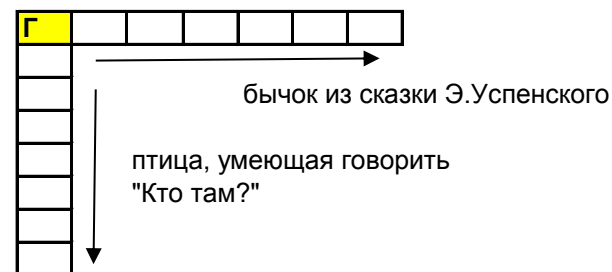 Г
бычок из сказки Э.Успенского
птица, умеющая говорить
"Кто там?"